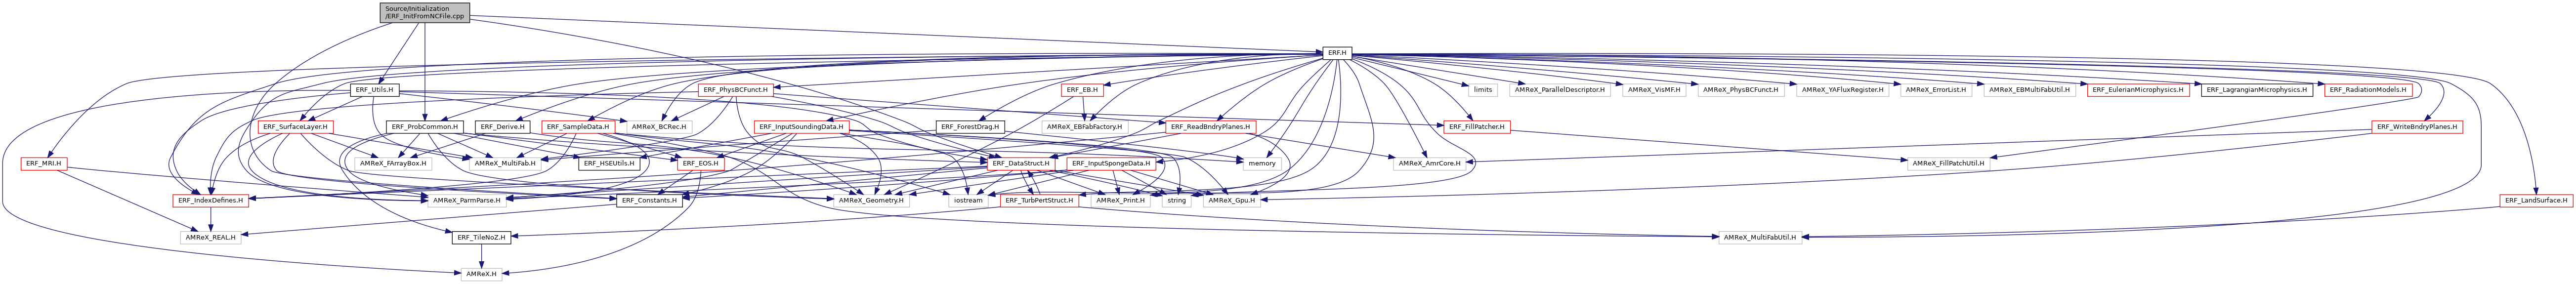 Source/Initialization
/ERF_InitFromNCFile.cpp
ERF.H
ERF_Utils.H
ERF_PhysBCFunct.H
ERF_EB.H
limits
AMReX_ParallelDescriptor.H
AMReX_VisMF.H
AMReX_PhysBCFunct.H
AMReX_YAFluxRegister.H
AMReX_ErrorList.H
AMReX_EBMultiFabUtil.H
ERF_EulerianMicrophysics.H
ERF_LagrangianMicrophysics.H
ERF_RadiationModels.H
ERF_SurfaceLayer.H
ERF_ProbCommon.H
ERF_Derive.H
ERF_SampleData.H
AMReX_BCRec.H
ERF_InputSoundingData.H
ERF_ForestDrag.H
AMReX_EBFabFactory.H
ERF_ReadBndryPlanes.H
ERF_FillPatcher.H
ERF_WriteBndryPlanes.H
ERF_MRI.H
AMReX_FArrayBox.H
AMReX_MultiFab.H
ERF_HSEUtils.H
ERF_EOS.H
ERF_DataStruct.H
ERF_InputSpongeData.H
memory
AMReX_AmrCore.H
AMReX_FillPatchUtil.H
ERF_IndexDefines.H
AMReX_ParmParse.H
ERF_Constants.H
AMReX_Geometry.H
iostream
ERF_TurbPertStruct.H
AMReX_Print.H
string
AMReX_Gpu.H
ERF_LandSurface.H
AMReX_REAL.H
ERF_TileNoZ.H
AMReX_MultiFabUtil.H
AMReX.H